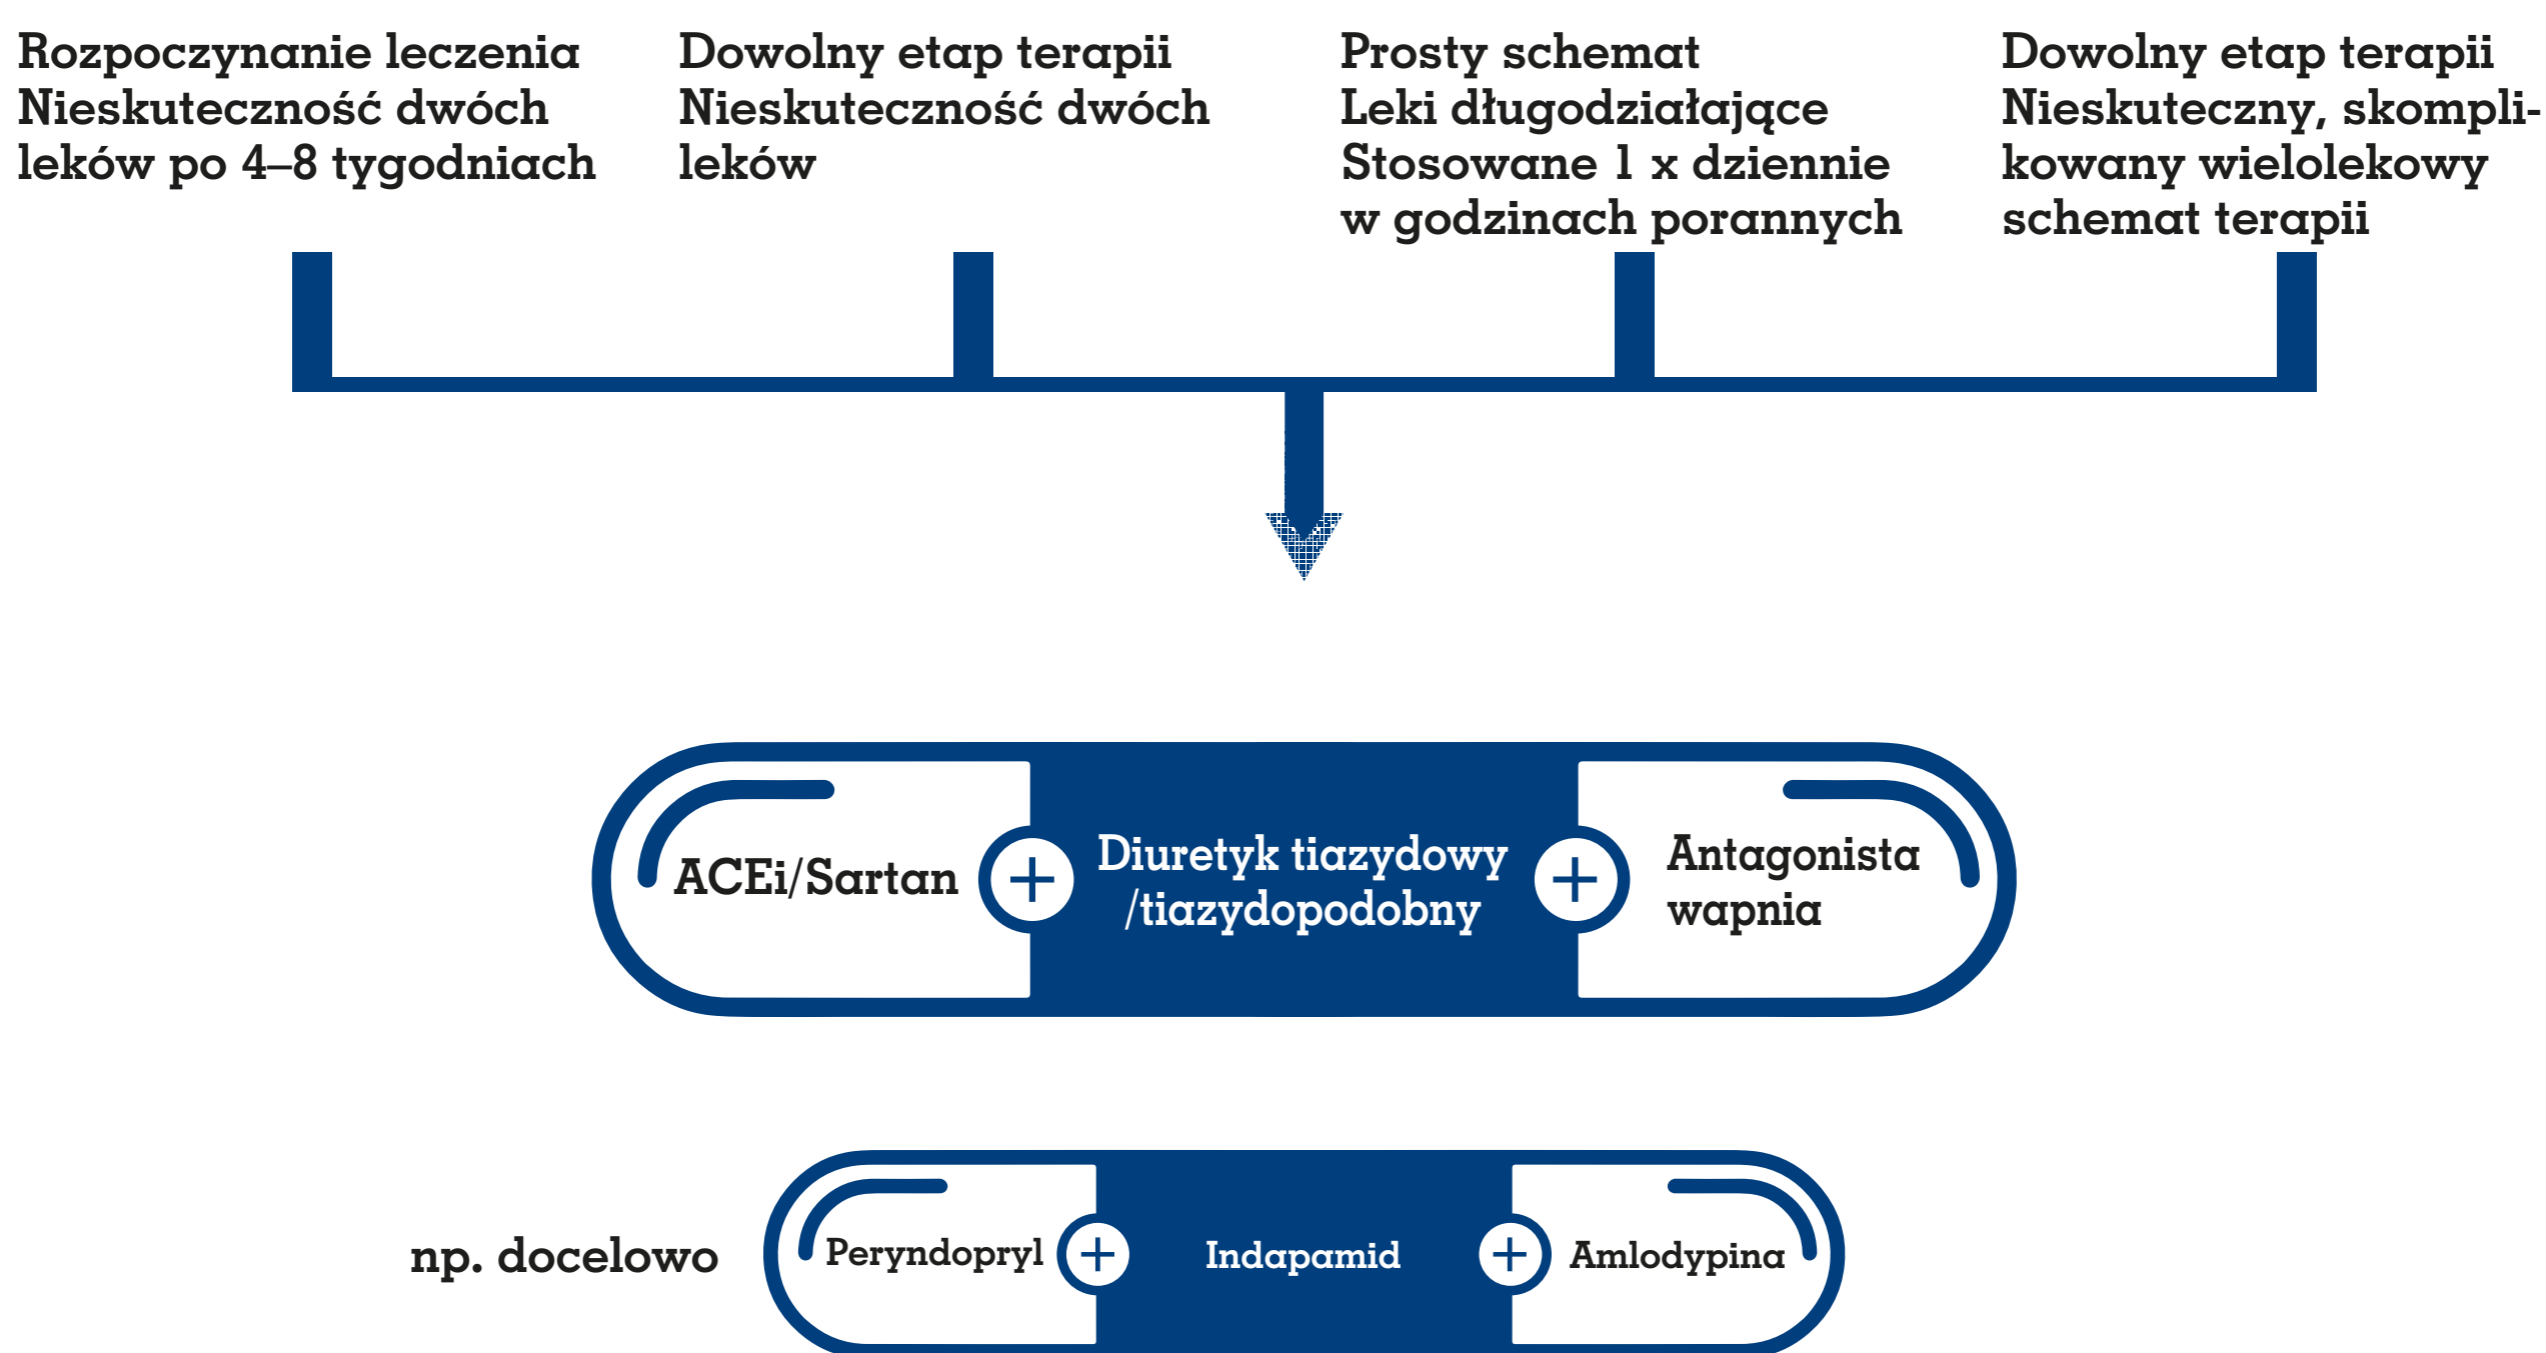 Rozpoczynanie leczenia
Nieskuteczność dwóch
leków po 4–8 tygodniach
Dowolny etap terapii
Nieskuteczność dwóch
leków
Prosty schemat
Leki długodziałające
Stosowane 1 x dziennie
w godzinach porannych
Dowolny etap terapii
Nieskuteczny, skompli-
kowany wielolekowy
schemat terapii
ACEi/Sartan
+
Diuretyk tiazydowy
/tiazydopodobny
+
Antagonista
wapnia
np. docelowo
Peryndopryl
+
Indapamid
+
Amlodypina